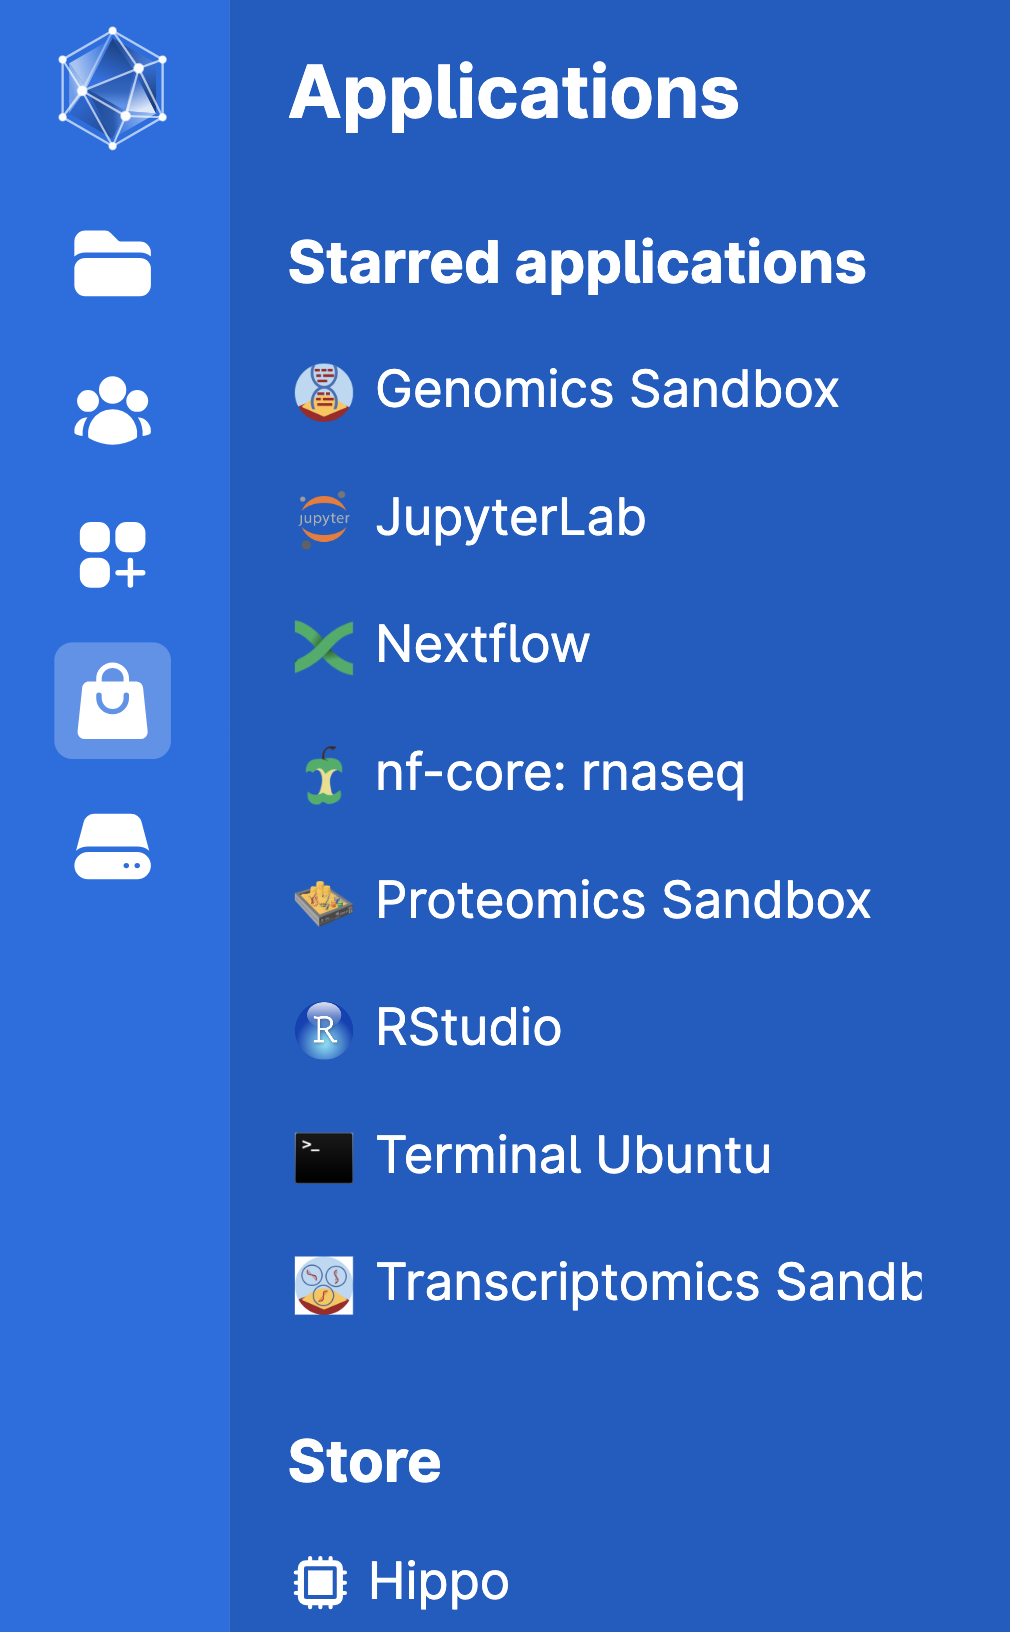 Applications
Starred applications
Genomics Sandbox
jupyter JupyterLab
Nextflow
nf-core: rnaseq
Proteomics Sandbox
R RStudio
>_ Terminal Ubuntu
Transcriptomics Sandb
Store
Hippo